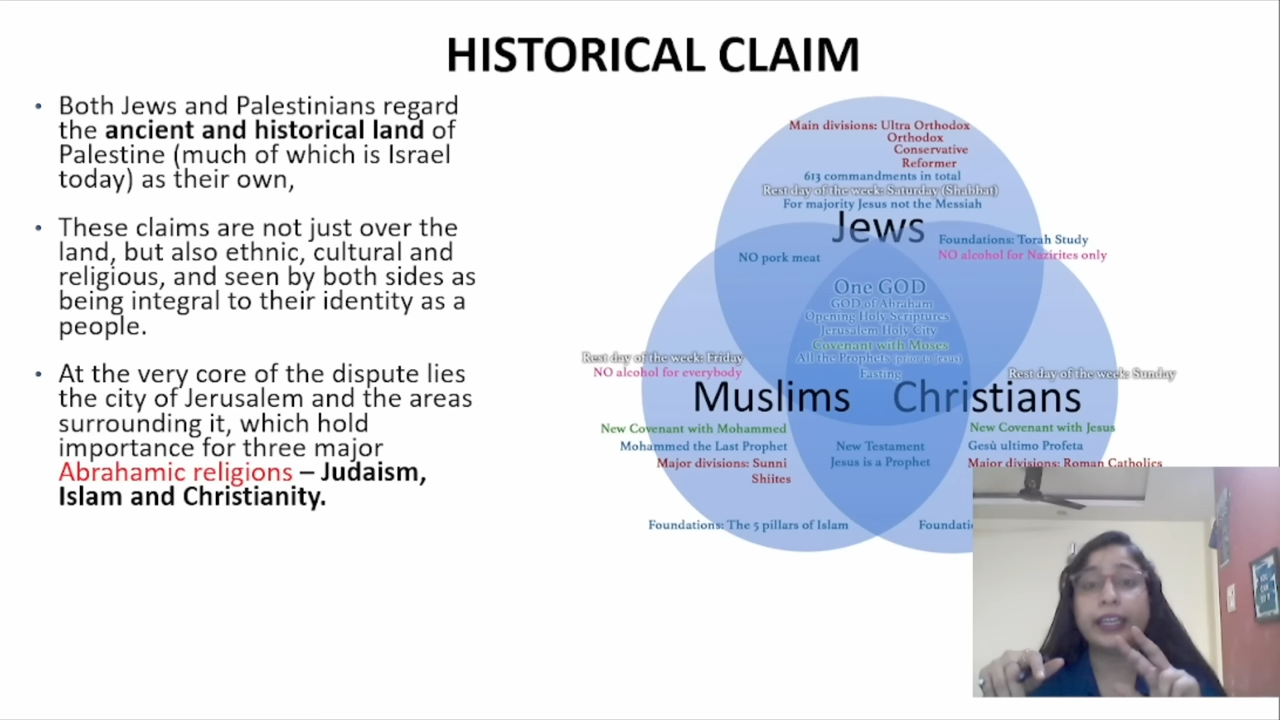 HISTORICAL CLAIM
• Both Jews and Palestinians regard
the ancient and historical land of
Palestine (much of which is Israel
today) as their own,
• These claims are not just over the
land, but also ethnic, cultural and
religious, and seen by both sides as
being integral to their identity as a
people.
• At the very core of the dispute lies
the city of Jerusalem and the areas
surrounding it, which hold
importance for three major
Abrahamic religions – Judaism,
Islam and Christianity.
Main divisions: Ultra Orthodox
Orthodox
Conservative
Reformer
613 commandments in total
Rest day of the week: Saturday (Shabbat)
For majority Jesus not the Messiah
Jews
Foundations: Torah Study
NO alcohol for Nazirites only
NO pork meat
One GOD
GOD of Abraham
Opening Holy Scriptures
Jerusalem Holy City
Covenant with Moses
All the Prophets (prior to Jesus)
Fasting
Rest day of the week: Friday
NO alcohol for everybody
Muslims
New Covenant with Mohammed
Mohammed the Last Prophet
Major divisions: Sunni
Shiites
Foundations: The 5 pillars of Islam
New Testament
Jesus is a Prophet
Rest day of the week: Sunday
Christians
New Covenant with Jesus
Gesù ultimo Profeta
Major divisions: Roman Catholics